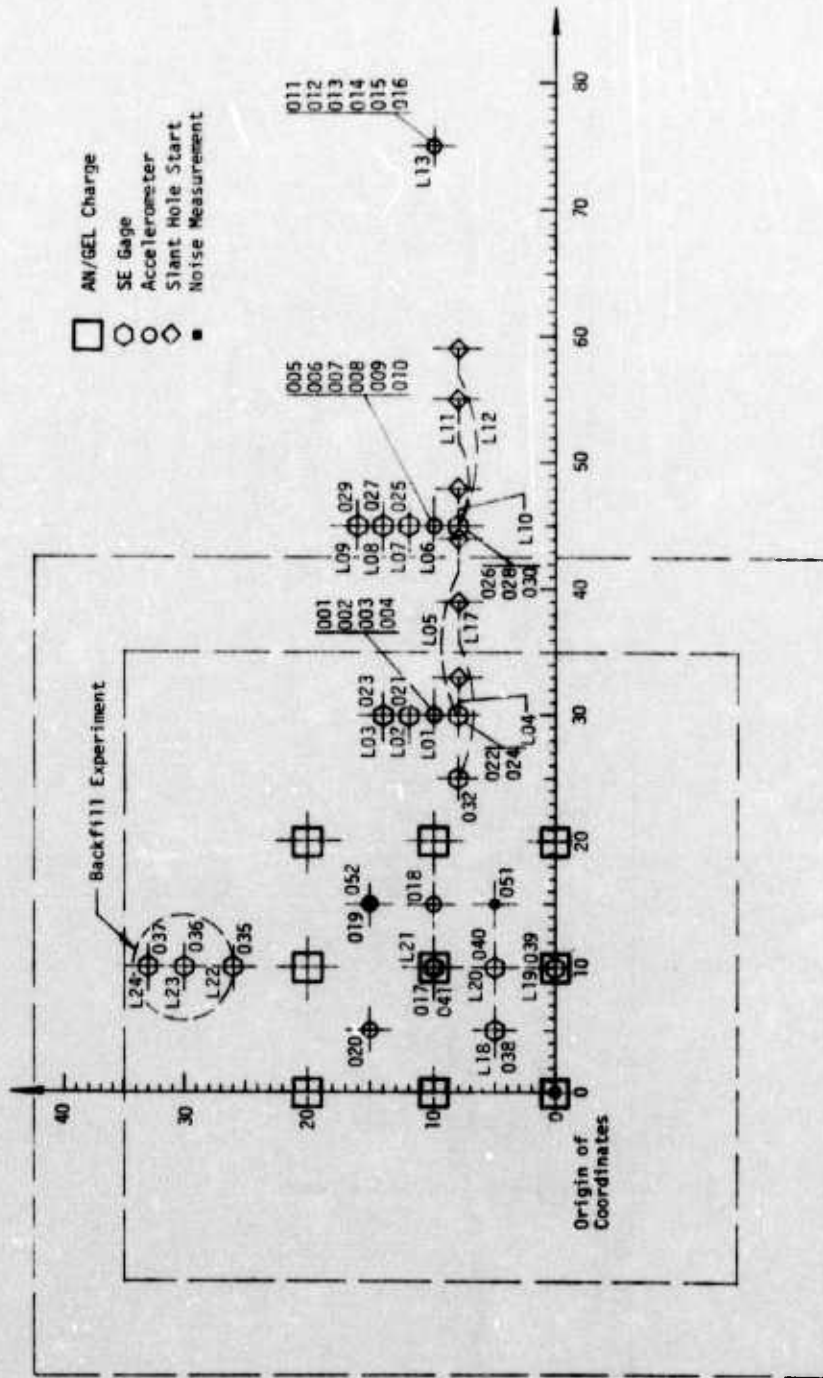 AN/GEL Charge
SE Gage
Accelerometer
Slant Hole Start
Noise Measurement
Backfill Experiment
40
30
20
10
0
Origin of
Coordinates
0
10
20
30
40
50
60
70
80
L24
037
L23
036
L22
035
020
019
052
018
L21
017
041
051
L20
040
L18
038
L19
039
032
L03
023
L02
021
L01
001
002
003
004
022
024
L04
L05
L17
L09
029
L08
027
L07
025
L06
005
006
007
008
009
010
026
028
030
L10
L11
L12
L13
011
012
013
014
015
016